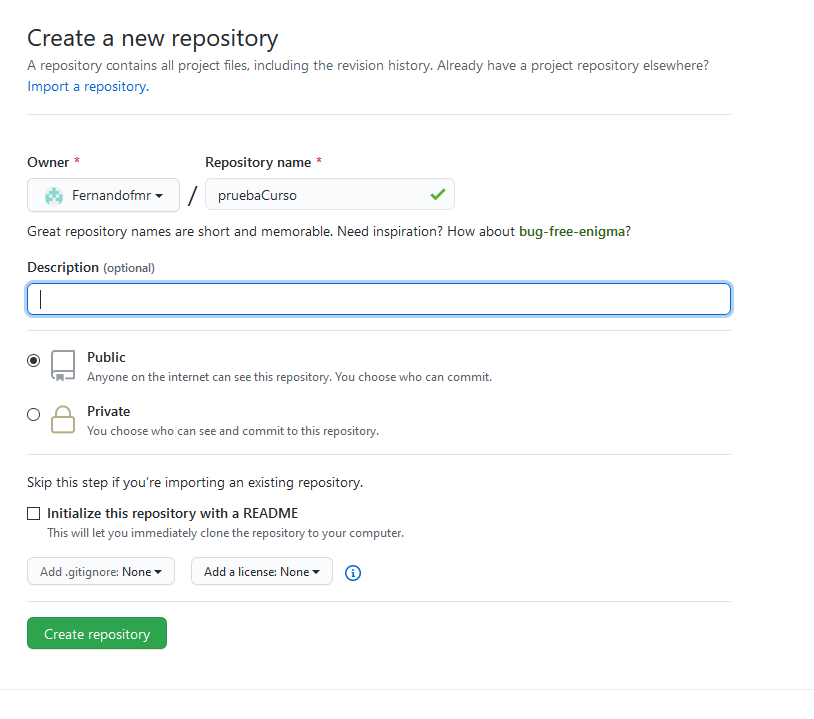 Create a new repository
A repository contains all project files, including the revision history. Already have a project repository elsewhere?
Import a repository.
Owner * Repository name *
Fernandofmr / pruebaCurso
Great repository names are short and memorable. Need inspiration? How about bug-free-enigma?
Description (optional)
Public
Anyone on the internet can see this repository. You choose who can commit.
Private
You choose who can see and commit to this repository.
Skip this step if you’re importing an existing repository.
Initialize this repository with a README
This will let you immediately clone the repository to your computer.
Add .gitignore: None Add a license: None
Create repository